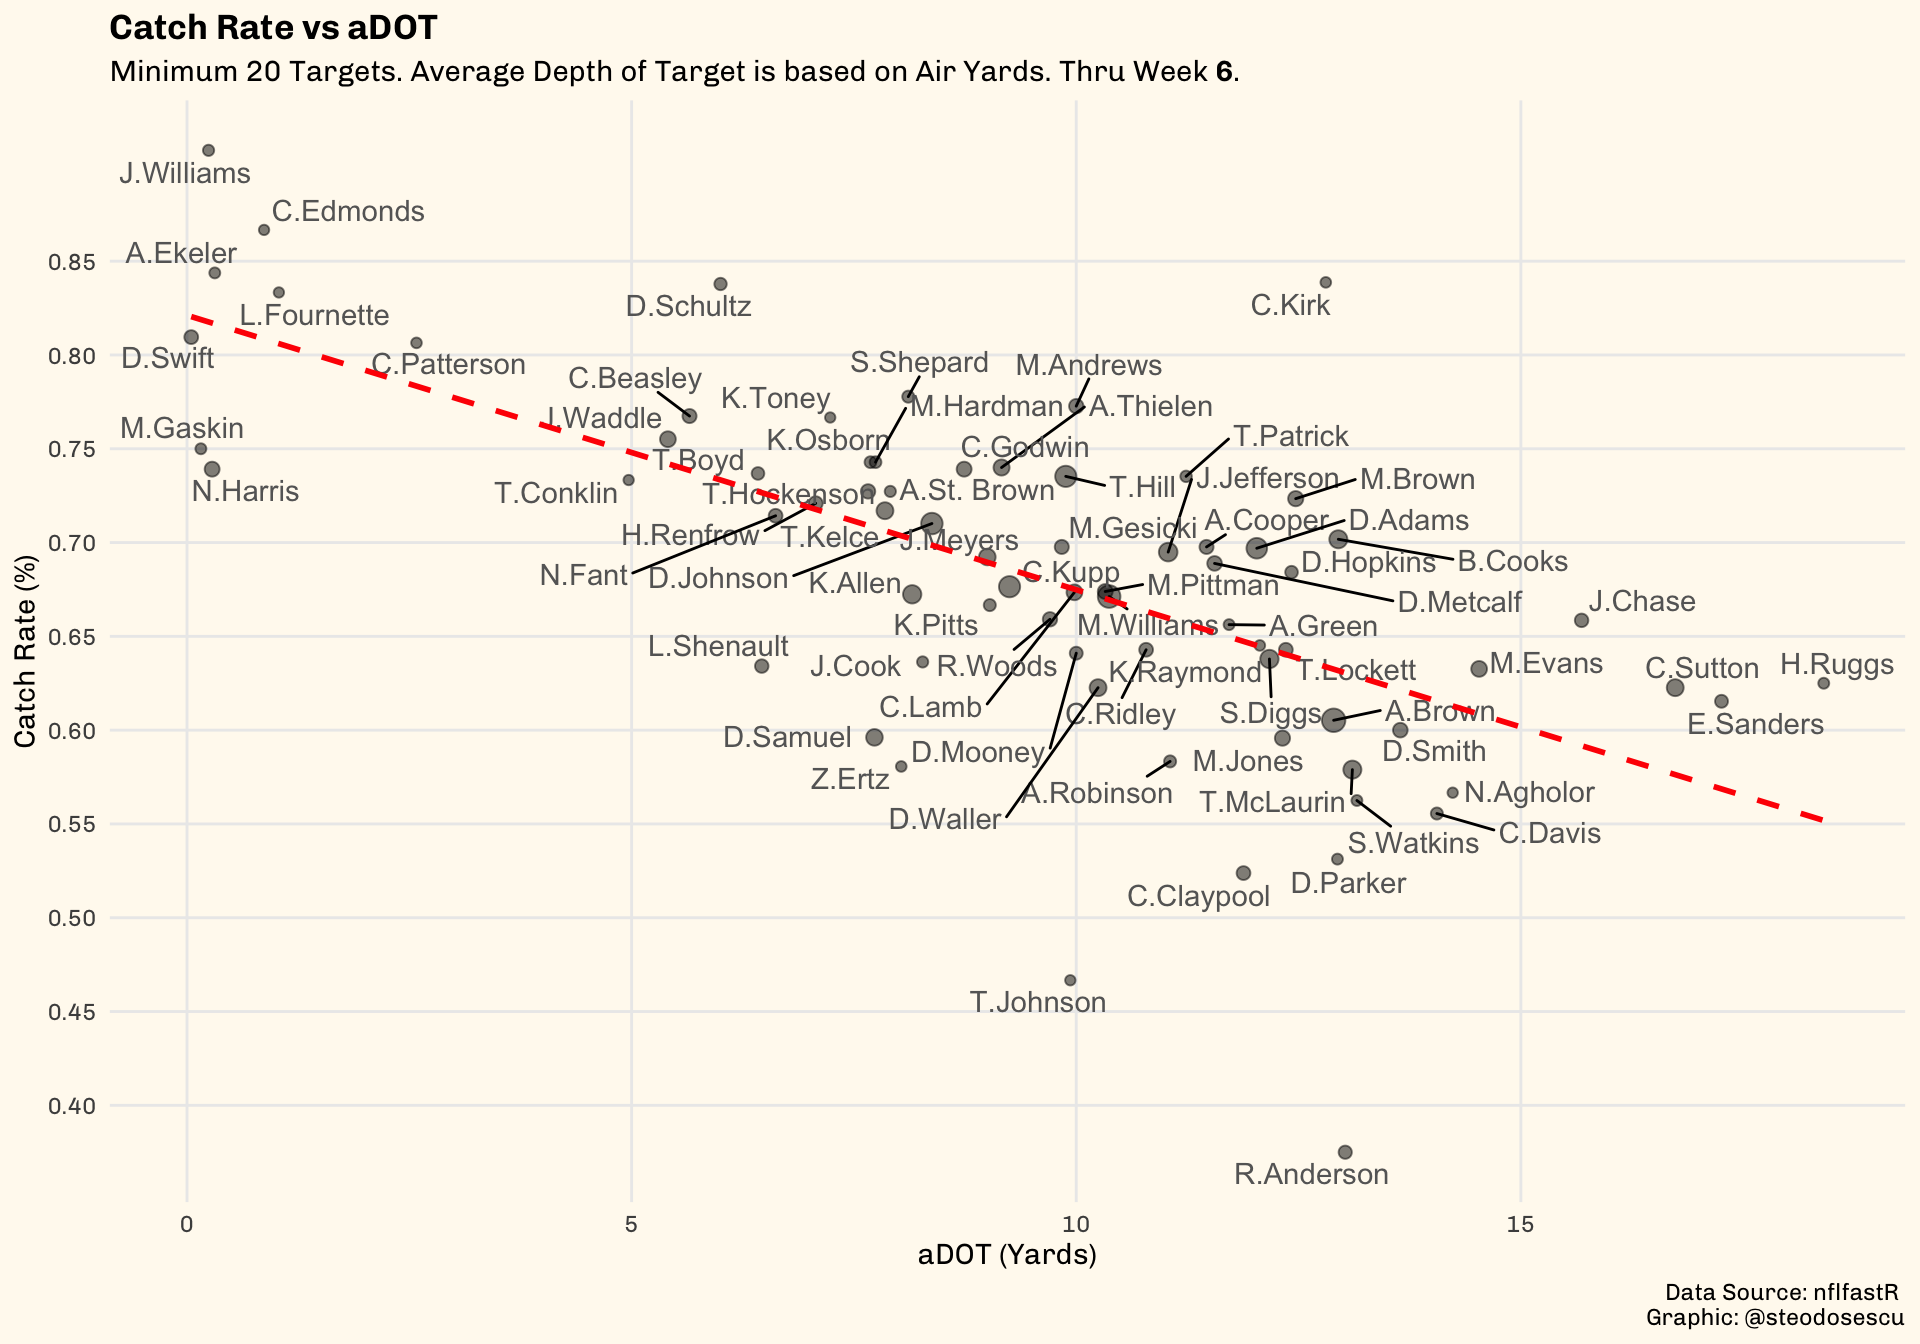 Catch Rate vs aDOT
Minimum 20 Targets. Average Depth of Target is based on Air Yards. Thru Week 6.
J.Williams
C.Edmonds
A.Ekeler
0.85
L.Fournette
D.Schultz
C.Kirk
0.80
D.Swift
C.Patterson
S.Shepard
M.Andrews
C.Beasley
K.Toney
M.Hardman
A.Thielen
J.Waddle
M.Gaskin
T.Patrick
0.75
K.Osborn
C.Godwin
T.Boyd
J.Jefferson
M.Brown
N.Harris
T.Conklin
T.Hockenson
A.St. Brown
T.Hill
M.Gesicki
A.Cooper
D.Adams
H.Renfrow
T.Kelce
J.Meyers
0.70
D.Hopkins
B.Cooks
N.Fant
D.Johnson
K.Allen
C.Kupp
M.Pittman
D.Metcalf
J.Chase
K.Pitts
M.Williams
A.Green
0.65
L.Shenault
J.Cook
R.Woods
K.Raymond
T.Lockett
M.Evans
C.Sutton
H.Ruggs
C.Lamb
C.Ridley
S.Diggs
A.Brown
E.Sanders
0.60
D.Samuel
D.Mooney
D.Smith
M.Jones
Z.Ertz
A.Robinson
T.McLaurin
N.Agholor
0.55
D.Waller
C.Davis
S.Watkins
D.Parker
C.Claypool
0.50
T.Johnson
0.45
0.40
R.Anderson
Catch Rate (%)
0
5
10
15
aDOT (Yards)
Data Source: nflfastR
Graphic: @steodosescu